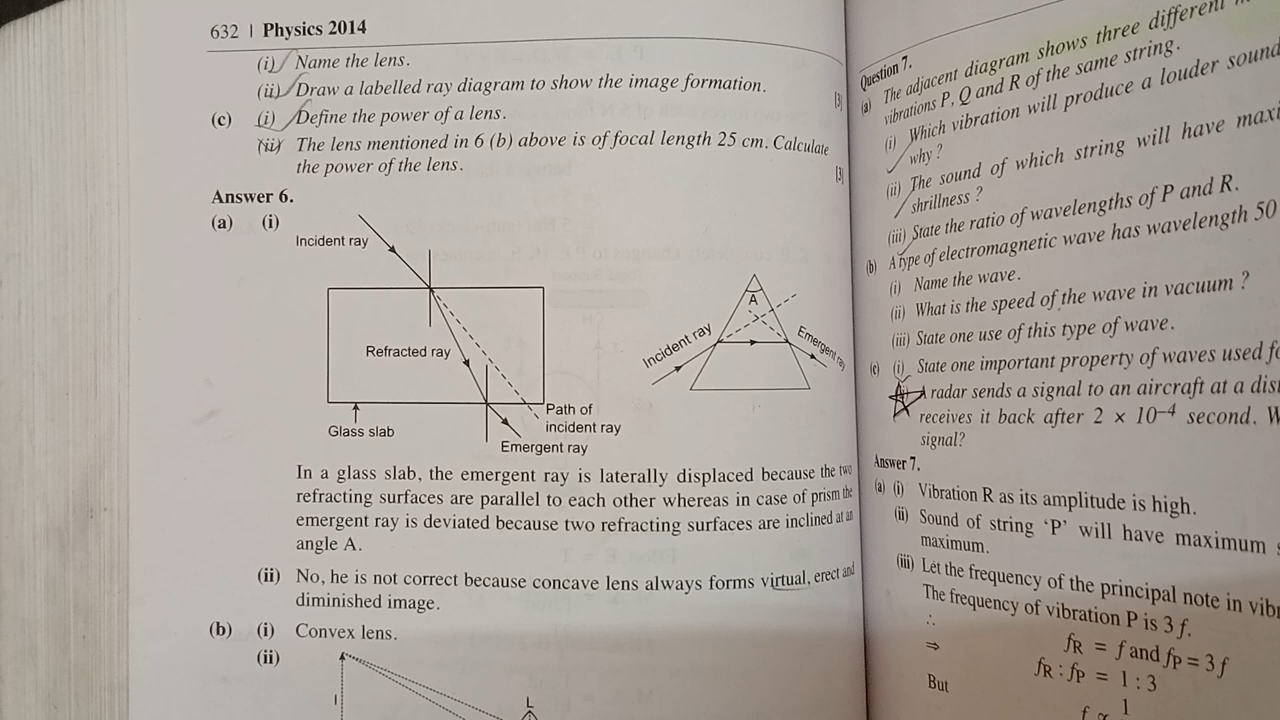 632 | Physics 2014
(i) Name the lens.
(ii) Draw a labelled ray diagram to show the image formation. [3]
(c) (i) Define the power of a lens.
(ii) The lens mentioned in 6 (b) above is of focal length 25 cm. Calculate
the power of the lens. [3]
Answer 6.
(a) (i)
Incident ray
Refracted ray
Glass slab
Path of
incident ray
Emergent ray
A
Incident ray
Emergent ray
In a glass slab, the emergent ray is laterally displaced because the two
refracting surfaces are parallel to each other whereas in case of prism the
emergent ray is deviated because two refracting surfaces are inclined at an
angle A.
(ii) No, he is not correct because concave lens always forms virtual, erect and
diminished image.
(b) (i) Convex lens.
(ii)
L
Question 7.
(a) The adjacent diagram shows three different
vibrations P, Q and R of the same string.
(i) Which vibration will produce a louder sound
why ?
(ii) The sound of which string will have
shrillness ?
(iii) State the ratio of wavelengths of P and R.
(b) A type of electromagnetic wave has wavelength 50
(i) Name the wave.
(ii) What is the speed of the wave in vacuum ?
(iii) State one use of this type of wave.
(c) (i) State one important property of waves used
A radar sends a signal to an aircraft at a
receives it back after 2 × 10⁻⁴ second.
signal?
Answer 7.
(a) (i) Vibration R as its amplitude is high.
(ii) Sound of string ‘P’ will have maximum
maximum.
(iii) Let the frequency of the principal note in
The frequency of vibration P is 3 f.
∴ fR = f and fP = 3 f
⇒ fR : fP = 1 : 3
But f ∝ 1